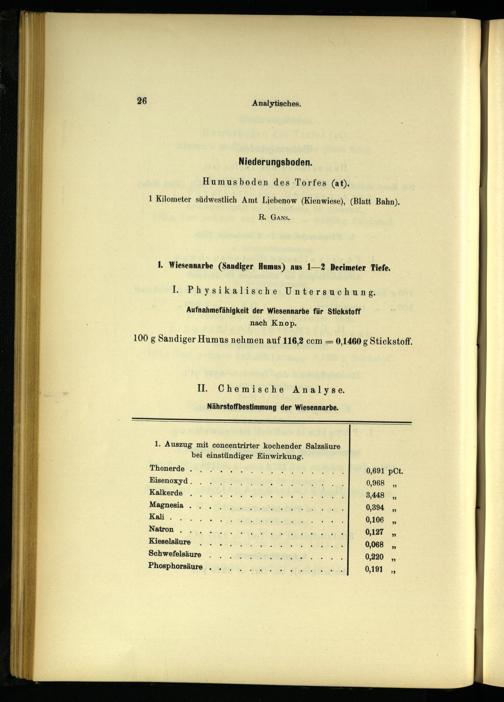 26
Analytisches.
Niederungsboden.
Humusboden des Torfes (at).
1 Kilometer südwestlich Amt Liebenow (Kienwiese), (Blatt Bahn).
R. Gans.
I. Wiesennarbe (Sandiger Humus) aus 1—2 Decimeter Tiefe.
I. Physikalische Untersuchung.
Aufnahmefähigkeit der Wiesennarbe für Stickstoff
nach Knop.
100 g Sandiger Humus nehmen auf 116,2 ccm = 0,1460 g Stickstoff.
II. Chemische Analyse.
Nährstoffbestimmung der Wiesennarbe.
1. Auszug mit concentrirter kochender Salzsäure
bei einstündiger Einwirkung.
Thonerde . . . . . . . . . . . . . . 0,691 pCt.
Eisenoxyd . . . . . . . . . . . . . . 0,968 „
Kalkerde . . . . . . . . . . . . . . 3,448 „
Magnesia . . . . . . . . . . . . . . 0,394 „
Kali . . . . . . . . . . . . . . . 0,106 „
Natron . . . . . . . . . . . . . . 0,127 „
Kieselsäure . . . . . . . . . . . . . 0,068 „
Schwefelsäure . . . . . . . . . . . . 0,220 „
Phosphorsäure . . . . . . . . . . . . 0,191 „